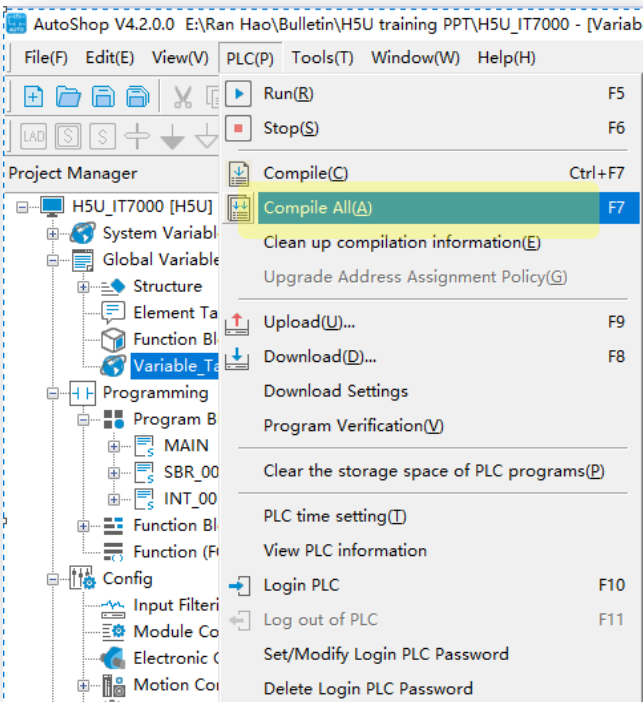 AutoShop V4.2.0.0 E:\Ran Hao\Bulletin\H5U training PPT\H5U_IT7000 - [Variab
File(F) Edit(E) View(V) PLC(P) Tools(T) Window(W) Help(H)
Run(R) F5
LAD S S Stop(S) F6
Project Manager Compile(C) Ctrl+F7
H5U_IT7000 [H5U] Compile All(A) F7
System Variabl Clean up compilation information(E)
Global Variable
Structure Upgrade Address Assignment Policy(G)
Element Ta Upload(U)... F9
Function Bl
Variable_Ta Download(D)... F8
Programming Download Settings
Program B Program Verification(V)
MAIN
SBR_00 Clear the storage space of PLC programs(P)
INT_00 PLC time setting(T)
Function Bl
Function (F View PLC information
Config Login PLC F10
Input Filteri
Module Co Log out of PLC F11
Electronic Set/Modify Login PLC Password
Motion Co Delete Login PLC Password